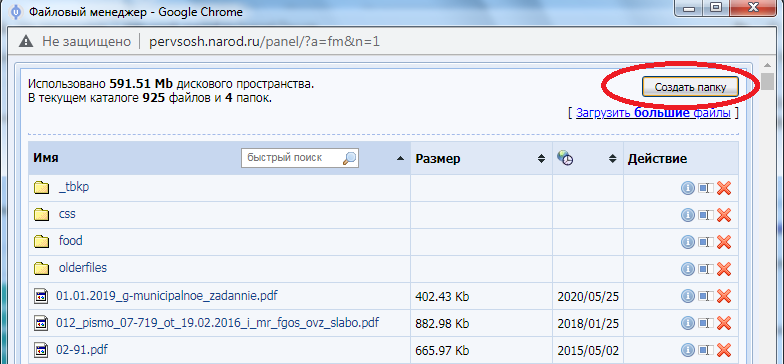 Файловый менеджер - Google Chrome
Не защищено | pervsosh.narod.ru/panel/?a=fm&n=1
Использовано 591.51 Mb дискового пространства.
Создать папку
В текущем каталоге 925 файлов и 4 папок.
[ Загрузить большие файлы ]
Имя быстрый поиск Размер Действие
_tbkp
css
food
olderfiles
01.01.2019_g-municipalnoe_zadannie.pdf 402.43 Kb 2020/05/25
012_pismo_07-719_ot_19.02.2016_i_mr_fgos_ovz_slabo.pdf 882.98 Kb 2018/01/25
02-91.pdf 665.97 Kb 2015/05/02